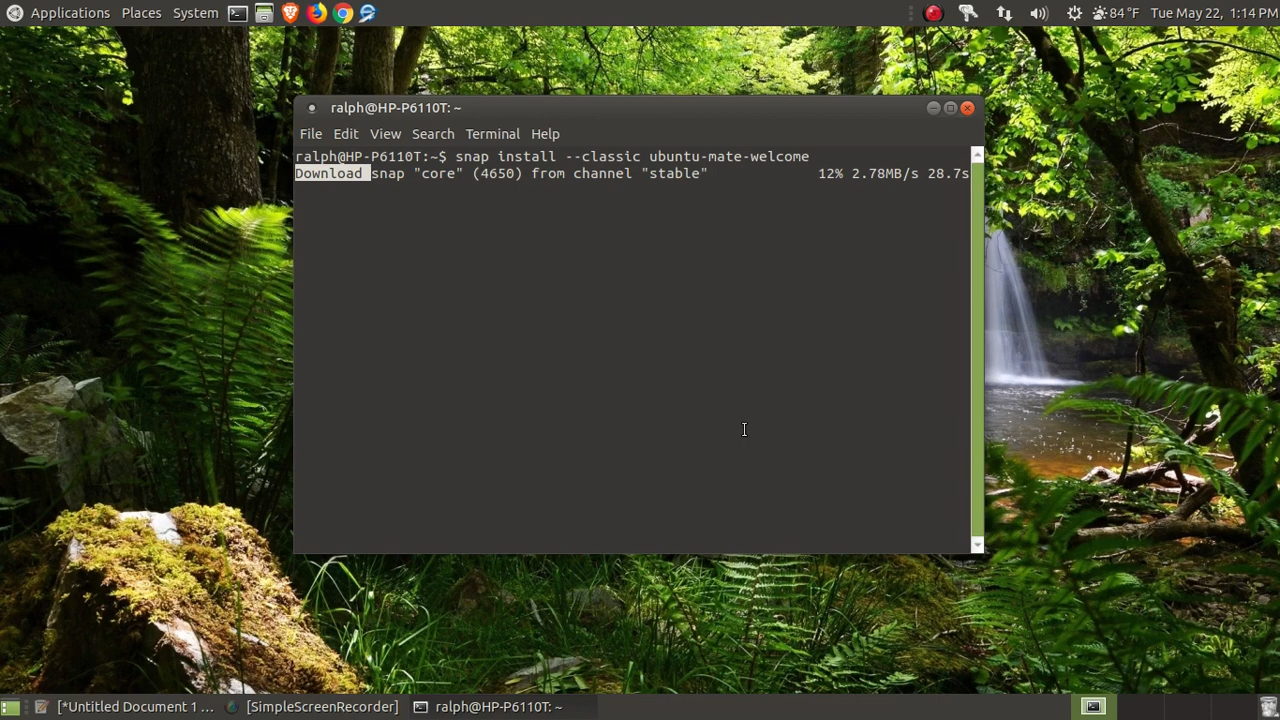 Applications Places System 84 °F Tue May 22, 1:14 PM
ralph@HP-P6110T: ~
File Edit View Search Terminal Help
ralph@HP-P6110T:~$ snap install --classic ubuntu-mate-welcome
Download snap "core" (4650) from channel "stable" 12% 2.78MB/s 28.7s
[*Untitled Document 1 ... [SimpleScreenRecorder] ralph@HP-P6110T: ~